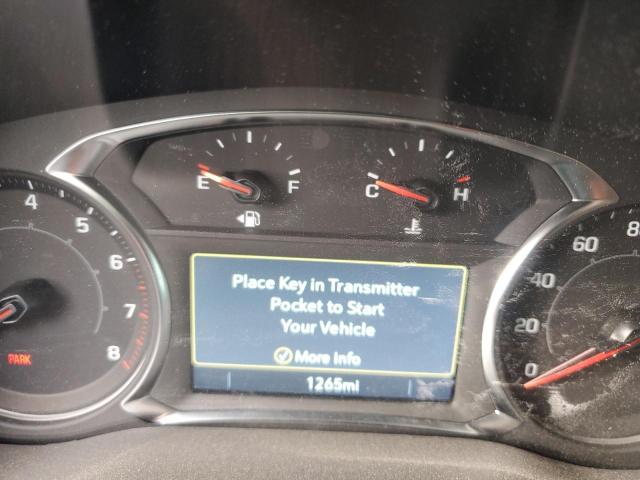 E F C H
4 5 6 7 8
PARK
Place Key in Transmitter
Pocket to Start
Your Vehicle
More Info
1265mi
0 20 40 60 80